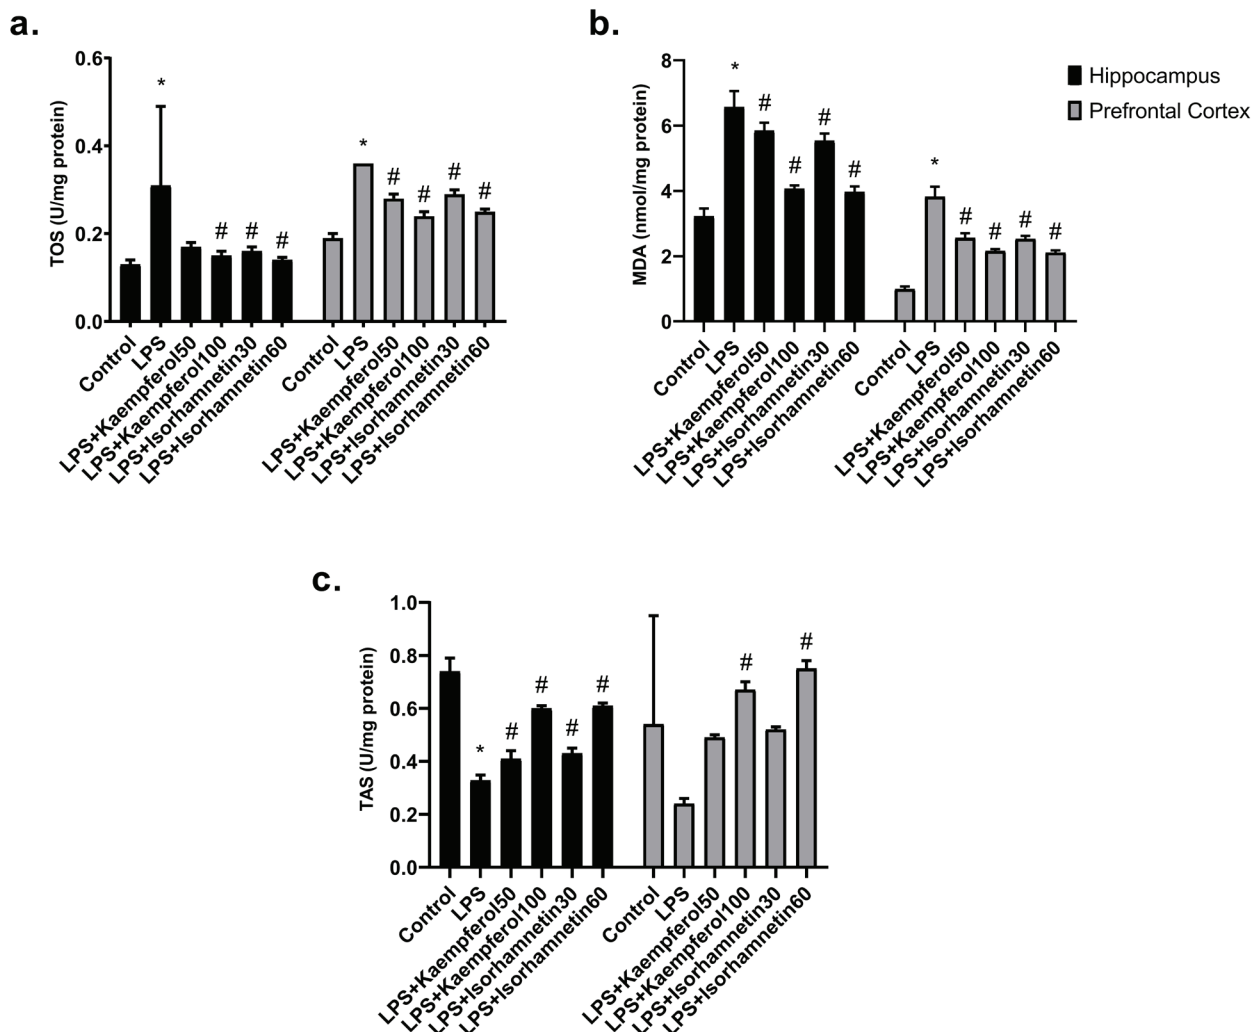 a.
TOS (U/mg protein)
0.6
0.4
0.2
0.0
*
#
#
#
*
#
#
#
#
Control
LPS
LPS+Kaempferol50
LPS+Kaempferol100
LPS+Isorhamnetin30
LPS+Isorhamnetin60
Control
LPS
LPS+Kaempferol50
LPS+Kaempferol100
LPS+Isorhamnetin30
LPS+Isorhamnetin60
b.
MDA (nmol/mg protein)
8
6
4
2
0
*
#
#
#
#
*
#
#
#
#
Control
LPS
LPS+Kaempferol50
LPS+Kaempferol100
LPS+Isorhamnetin30
LPS+Isorhamnetin60
Control
LPS
LPS+Kaempferol50
LPS+Kaempferol100
LPS+Isorhamnetin30
LPS+Isorhamnetin60
Hippocampus
Prefrontal Cortex
c.
TAS (U/mg protein)
1.0
0.8
0.6
0.4
0.2
0.0
*
#
#
#
#
#
#
Control
LPS
LPS+Kaempferol50
LPS+Kaempferol100
LPS+Isorhamnetin30
LPS+Isorhamnetin60
Control
LPS
LPS+Kaempferol50
LPS+Kaempferol100
LPS+Isorhamnetin30
LPS+Isorhamnetin60